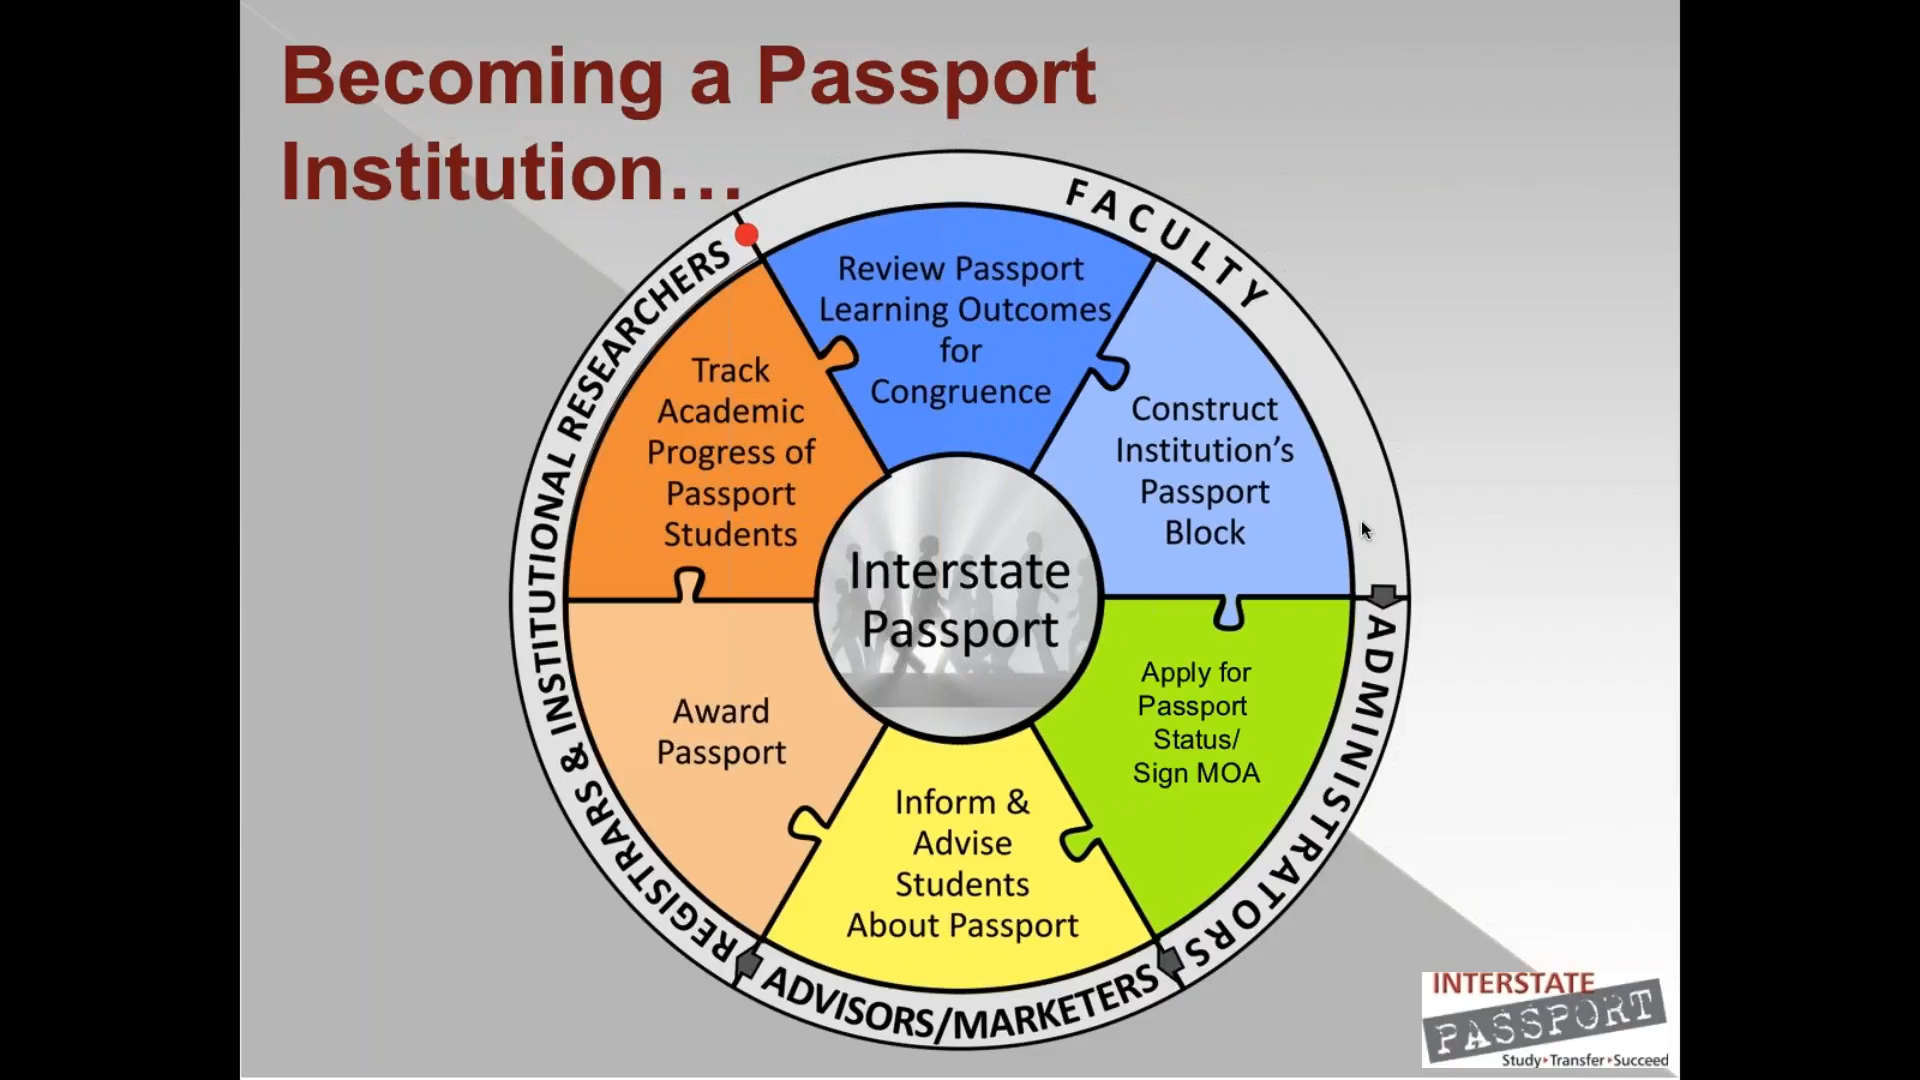 Becoming a Passport
Institution…
FACULTY
Review Passport
Learning Outcomes
for
Congruence
Construct
Institution’s
Passport
Block
ADMINISTRATORS
Apply for
Passport
Status/
Sign MOA
ADVISORS/MARKETERS
Inform &
Advise
Students
About Passport
REGISTRARS & INSTITUTIONAL RESEARCHERS
Award
Passport
Track
Academic
Progress of
Passport
Students
Interstate
Passport
INTERSTATE
PASSPORT
Study‣Transfer‣Succeed